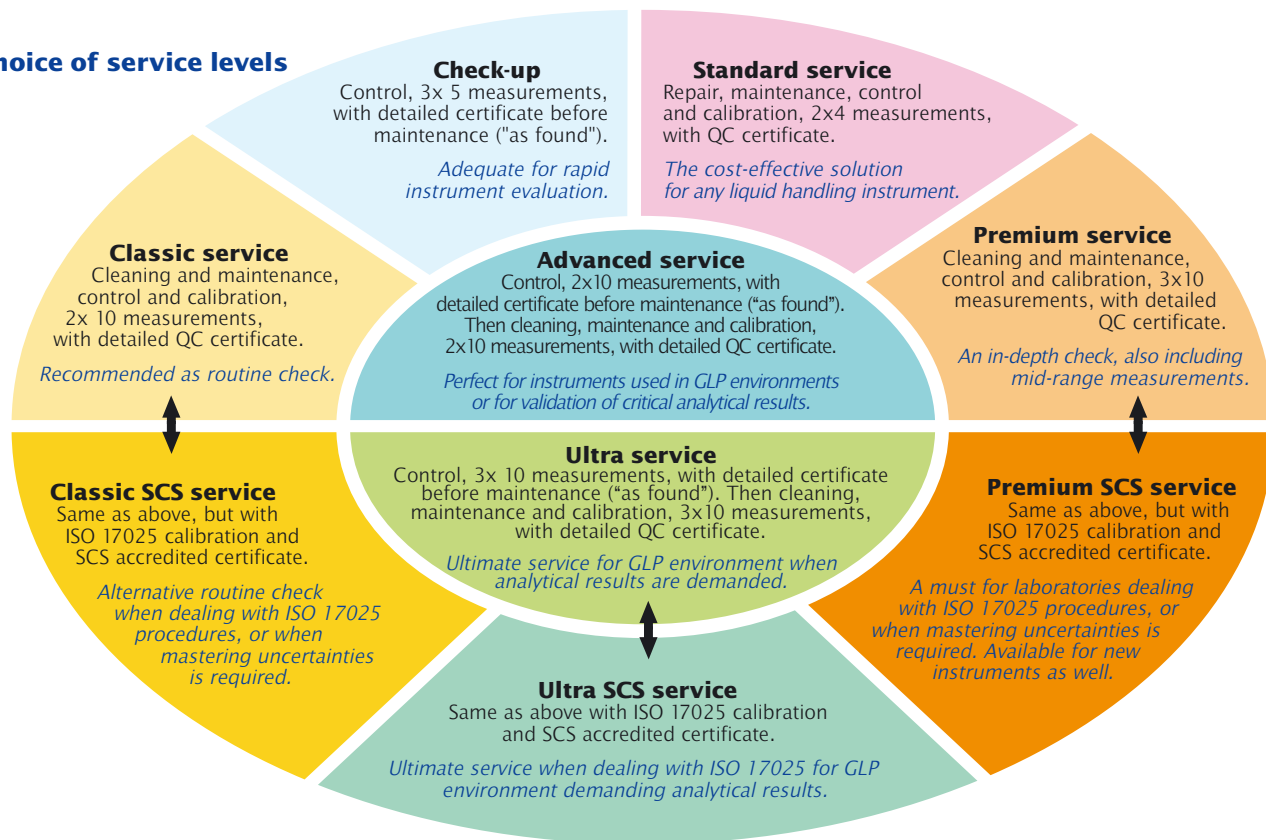 hoice of service levels
Check-up
Control, 3x 5 measurements,
with detailed certificate before
maintenance ("as found").
Adequate for rapid
instrument evaluation.
Standard service
Repair, maintenance, control
and calibration, 2x4 measurements,
with QC certificate.
The cost-effective solution
for any liquid handling instrument.
Classic service
Cleaning and maintenance,
control and calibration,
2x 10 measurements,
with detailed QC certificate.
Recommended as routine check.
Advanced service
Control, 2x10 measurements, with
detailed certificate before maintenance (“as found”).
Then cleaning, maintenance and calibration,
2x10 measurements, with detailed QC certificate.
Perfect for instruments used in GLP environments
or for validation of critical analytical results.
Premium service
Cleaning and maintenance,
control and calibration, 3x10
measurements, with detailed
QC certificate.
An in-depth check, also including
mid-range measurements.
Classic SCS service
Same as above, but with
ISO 17025 calibration and
SCS accredited certificate.
Alternative routine check
when dealing with ISO 17025
procedures, or when
mastering uncertainties
is required.
Ultra service
Control, 3x 10 measurements, with detailed certificate
before maintenance (“as found”). Then cleaning,
maintenance and calibration, 3x10 measurements,
with detailed QC certificate.
Ultimate service for GLP environment when
analytical results are demanded.
Premium SCS service
Same as above, but with
ISO 17025 calibration and
SCS accredited certificate.
A must for laboratories dealing
with ISO 17025 procedures, or
when mastering uncertainties is
required. Available for new
instruments as well.
Ultra SCS service
Same as above with ISO 17025 calibration
and SCS accredited certificate.
Ultimate service when dealing with ISO 17025 for GLP
environment demanding analytical results.